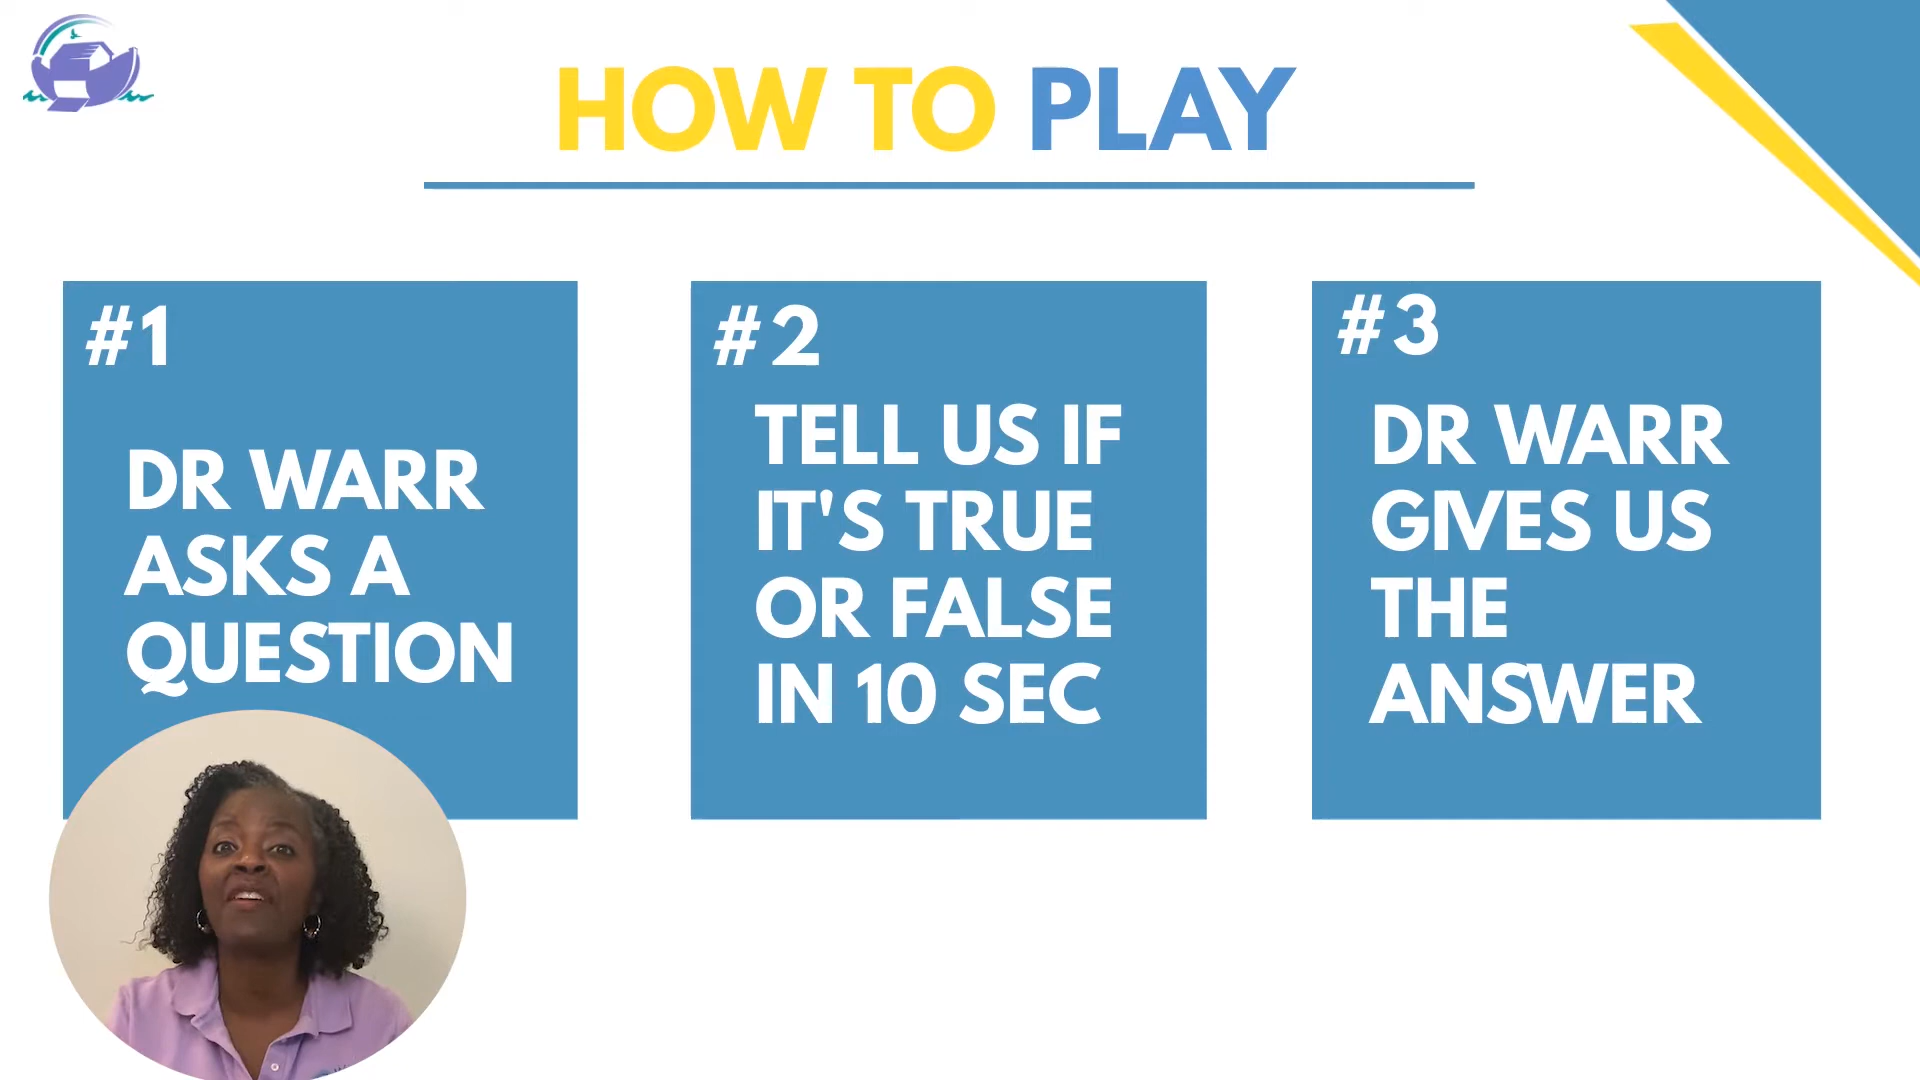 HOW TO PLAY
#1
DR WARR
ASKS A
QUESTION
#2
TELL US IF
IT'S TRUE
OR FALSE
IN 10 SEC
#3
DR WARR
GIVES US
THE
ANSWER